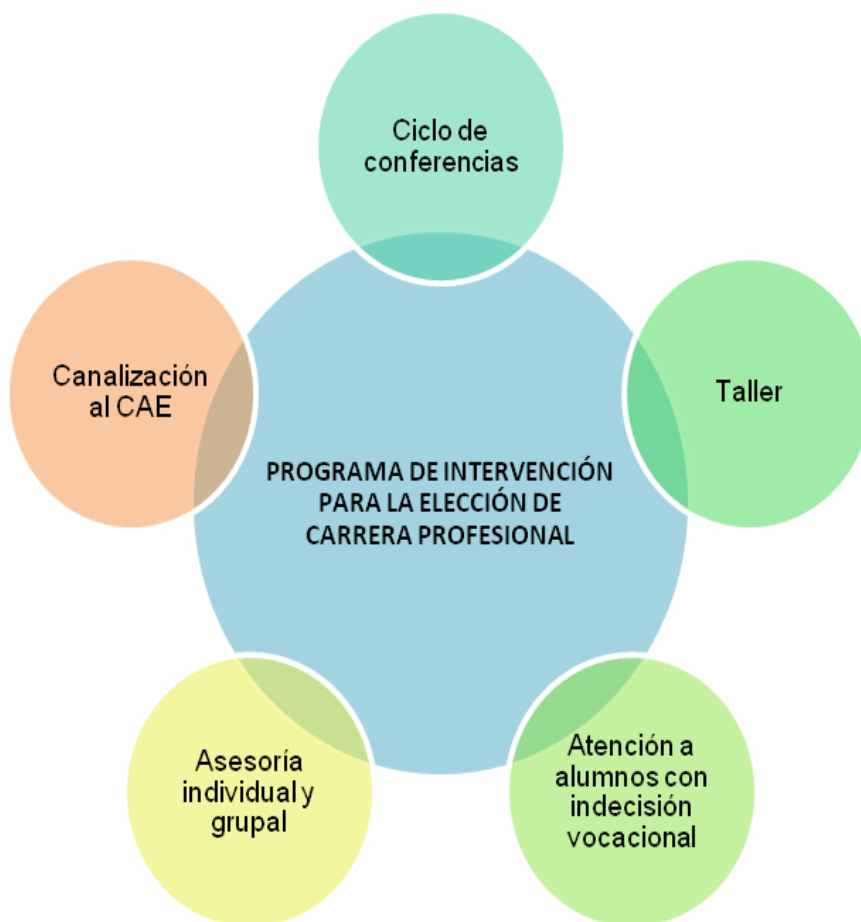 Ciclo de
conferencias
Canalización
al CAE
Taller
PROGRAMA DE INTERVENCIÓN
PARA LA ELECCIÓN DE
CARRERA PROFESIONAL
Asesoría
individual y
grupal
Atención a
alumnos con
indecisión
vocacional